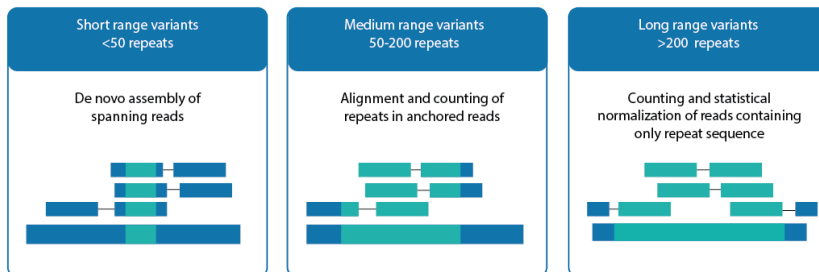 Short range variants
<50 repeats
De novo assembly of
spanning reads
Medium range variants
50-200 repeats
Alignment and counting of
repeats in anchored reads
Long range variants
>200 repeats
Counting and statistical
normalization of reads containing
only repeat sequence